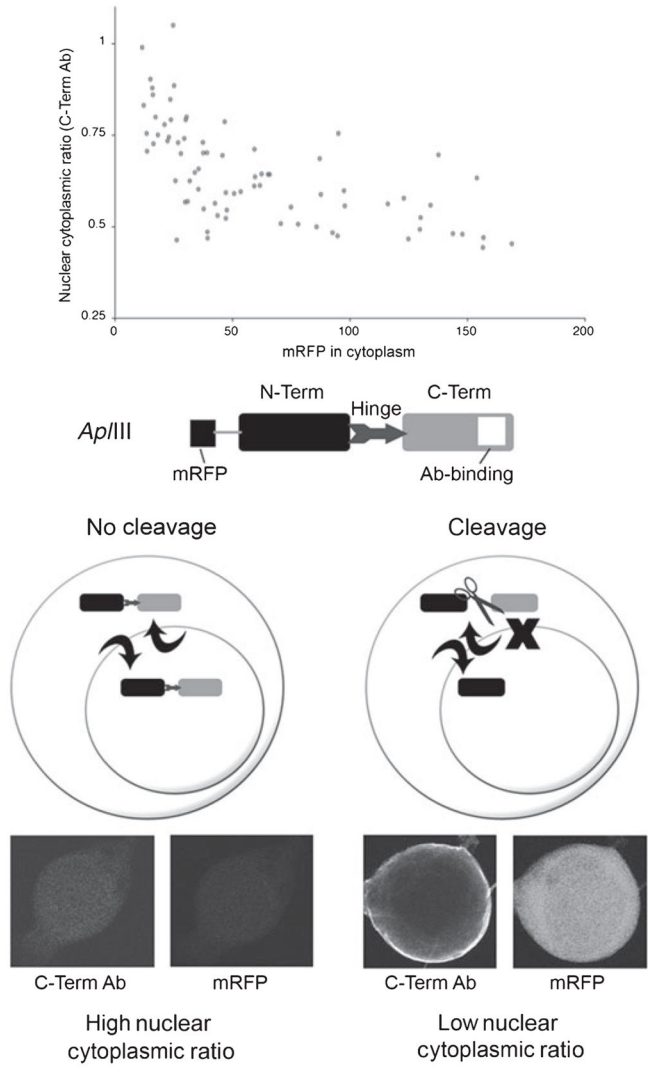 Nuclear cytoplasmic ratio (C-Term Ab)
1
0.75
0.5
0.25
0
50
100
150
200
mRFP in cytoplasm
N-Term
C-Term
Hinge
AplIII
mRFP
Ab-binding
No cleavage
Cleavage
C-Term Ab
mRFP
C-Term Ab
mRFP
High nuclear
cytoplasmic ratio
Low nuclear
cytoplasmic ratio